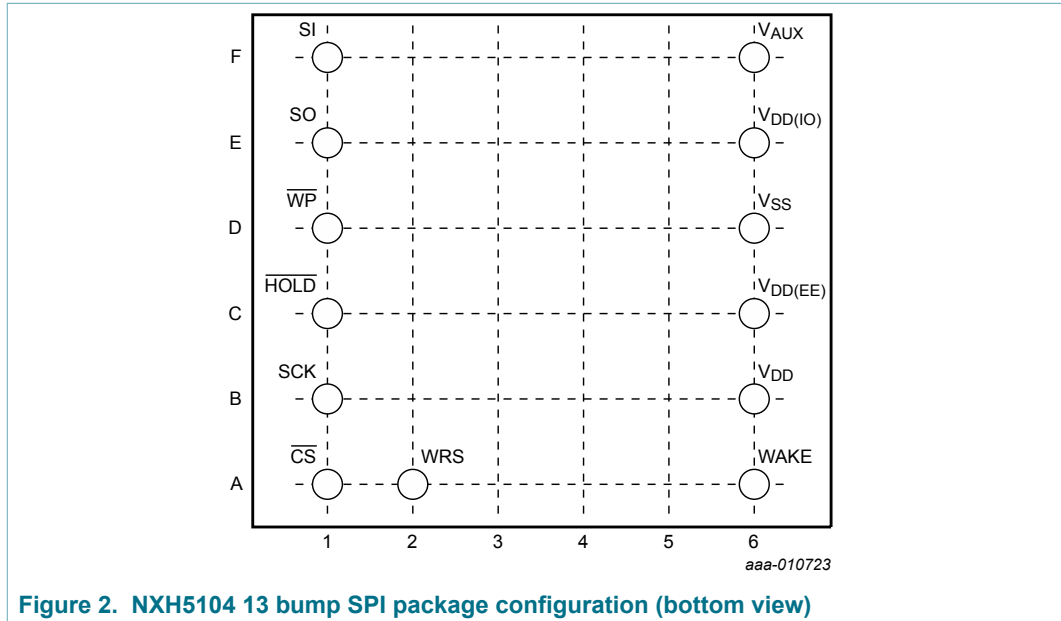 SI VAUX
F
SO VDD(IO)
E
WP VSS
D
HOLD VDD(EE)
C
SCK VDD
B
CS WRS WAKE
A
1 2 3 4 5 6
aaa-010723
Figure 2. NXH5104 13 bump SPI package configuration (bottom view)